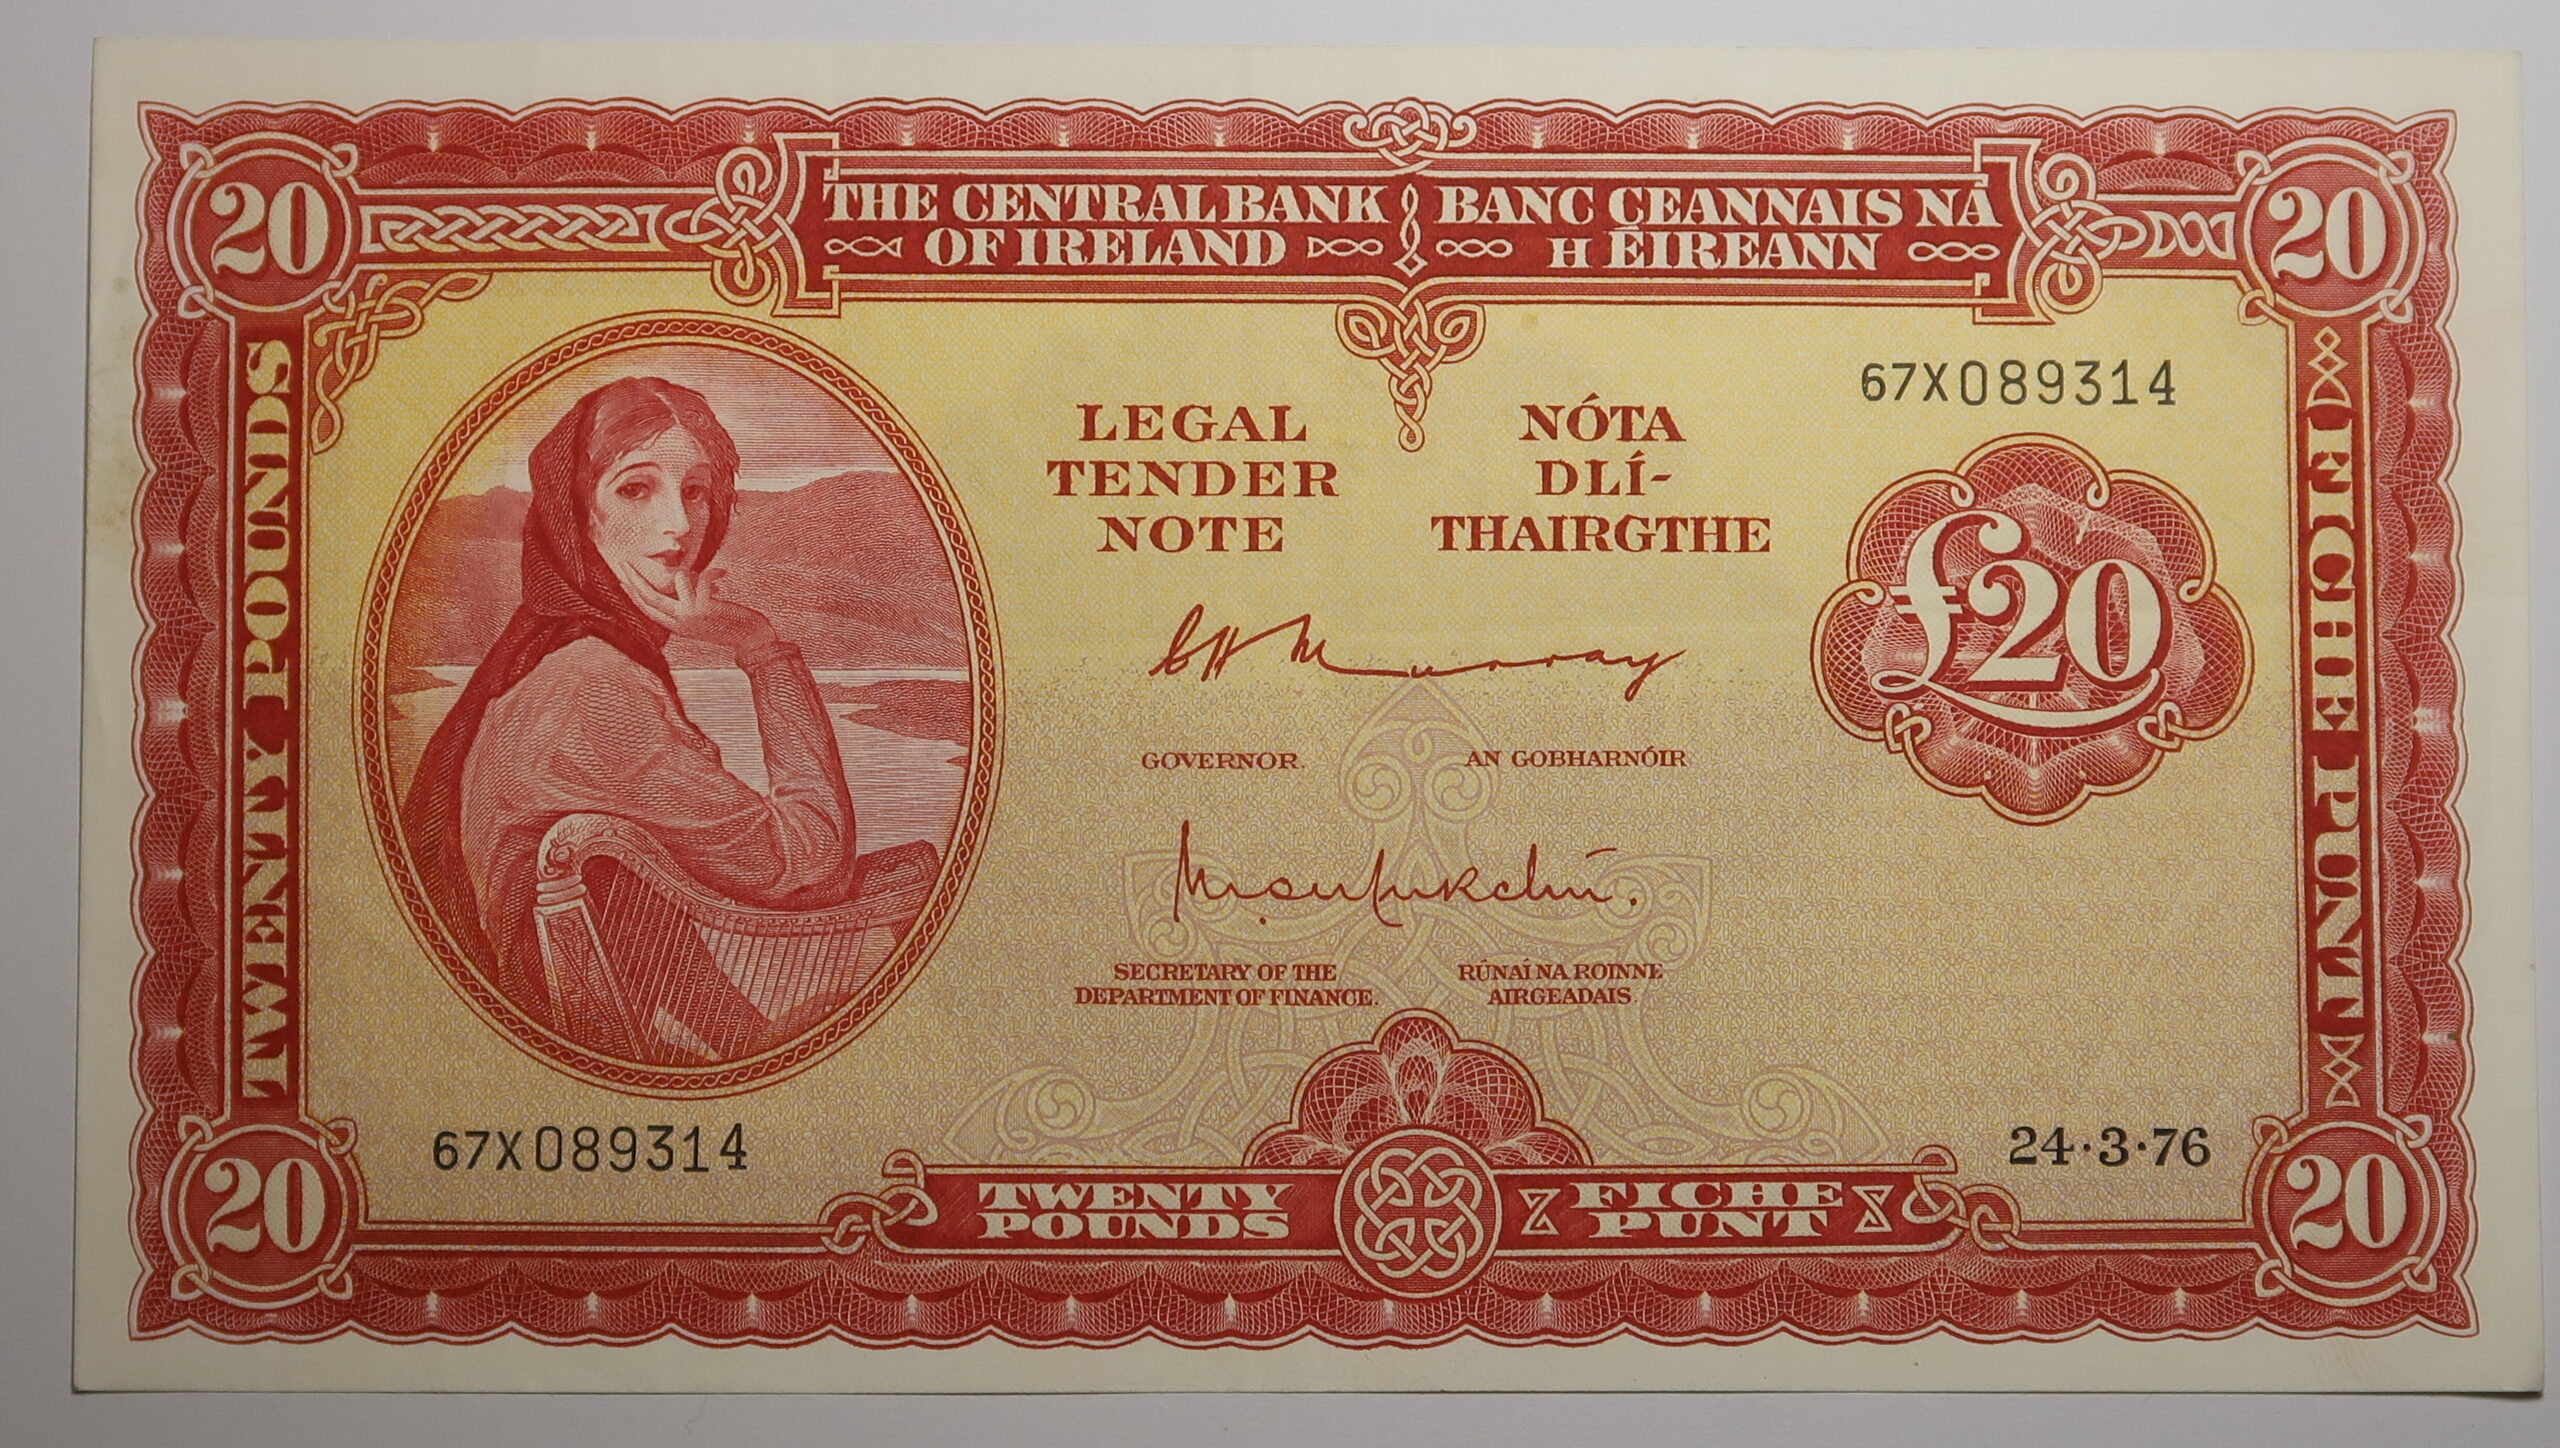 THE CENTRAL BANK
OF IRELAND
BANC CEANNAIS NA
H ÉIREANN
20
20
TWENTY POUNDS
FICHE PUNT
LEGAL
TENDER
NOTE
NÓTA
DLÍ-
THAIRGTHE
67X089314
£20
C H Murray
GOVERNOR.
AN GOBHARNÓIR
SECRETARY OF THE
DEPARTMENT OF FINANCE.
RÚNAÍ NA ROINNE
AIRGEADAIS.
67X089314
24·3·76
20
TWENTY
POUNDS
FICHE
PUNT
20